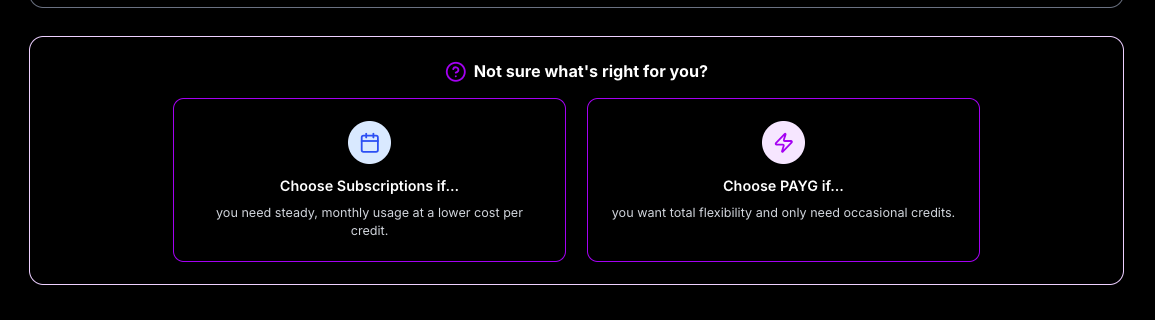 Not sure what's right for you?
Choose Subscriptions if...
you need steady, monthly usage at a lower cost per
credit.
Choose PAYG if...
you want total flexibility and only need occasional credits.